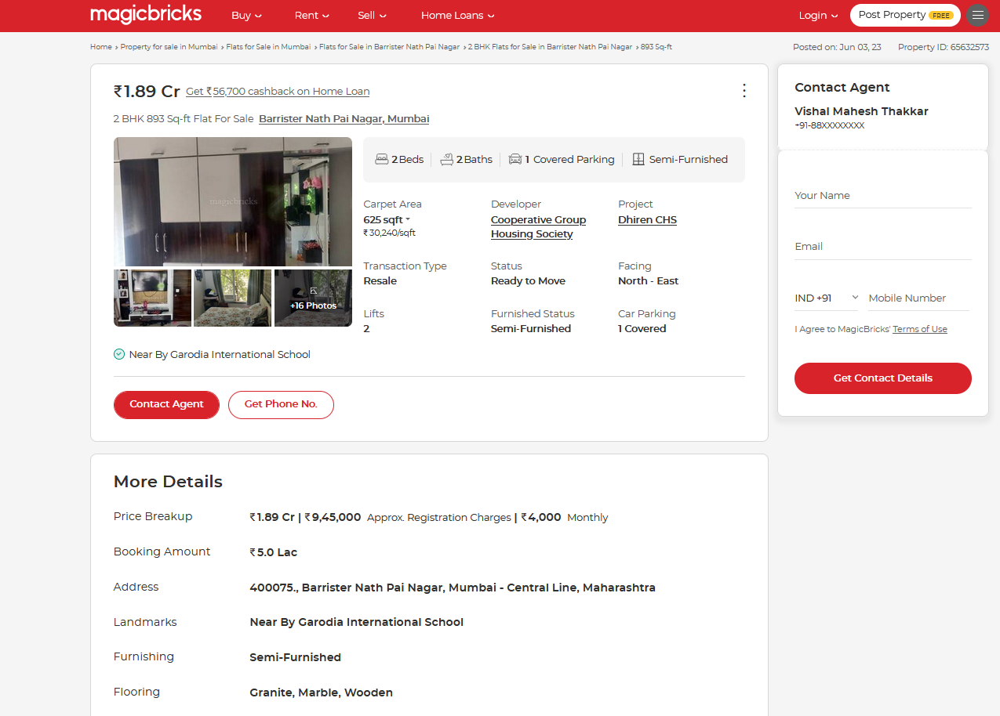 magicbricks
Buy
Rent
Sell
Home Loans
Login
Post Property FREE
Home › Property for sale in Mumbai › Flats for Sale in Mumbai › Flats for Sale in Barrister Nath Pai Nagar › 2 BHK Flats for Sale in Barrister Nath Pai Nagar › 893 Sq-ft
Posted on: Jun 03, 23 Property ID: 65632573
₹1.89 Cr Get ₹56,700 cashback on Home Loan
2 BHK 893 Sq-ft Flat For Sale Barrister Nath Pai Nagar, Mumbai
magicbricks
+16 Photos
2 Beds
2 Baths
1 Covered Parking
Semi-Furnished
Carpet Area
625 sqft
₹30,240/sqft
Developer
Cooperative Group
Housing Society
Project
Dhiren CHS
Transaction Type
Resale
Status
Ready to Move
Facing
North - East
Lifts
2
Furnished Status
Semi-Furnished
Car Parking
1 Covered
Near By Garodia International School
Contact Agent
Get Phone No.
Contact Agent
Vishal Mahesh Thakkar
+91-88XXXXXXXX
Your Name
Email
IND +91
Mobile Number
I Agree to MagicBricks' Terms of Use
Get Contact Details
More Details
Price Breakup ₹1.89 Cr | ₹9,45,000 Approx. Registration Charges | ₹4,000 Monthly
Booking Amount ₹5.0 Lac
Address 400075., Barrister Nath Pai Nagar, Mumbai - Central Line, Maharashtra
Landmarks Near By Garodia International School
Furnishing Semi-Furnished
Flooring Granite, Marble, Wooden